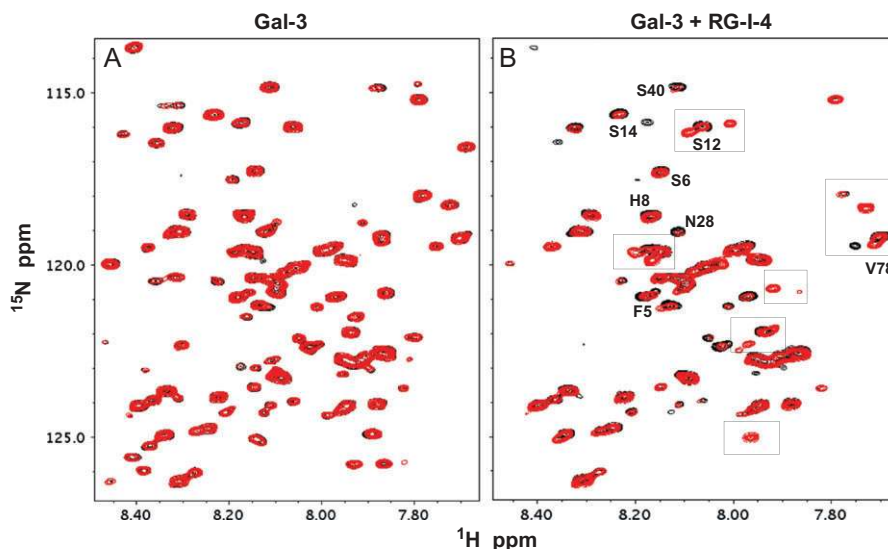 Gal-3
Gal-3 + RG-I-4
A
B
S40
S14
S12
S6
H8
N28
V78
F5
115.0
120.0
125.0
¹⁵N ppm
8.40
8.20
8.00
7.80
8.40
8.20
8.00
7.80
¹H ppm